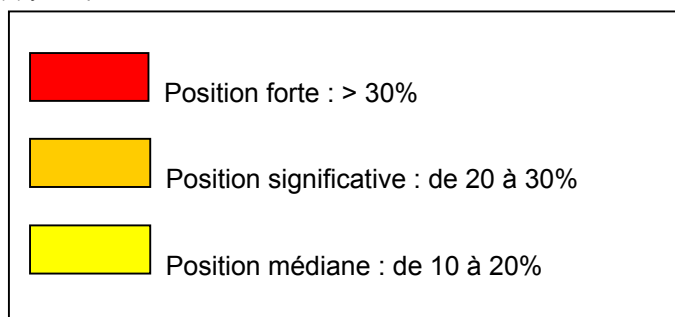 Position forte : > 30%
Position significative : de 20 à 30%
Position médiane : de 10 à 20%